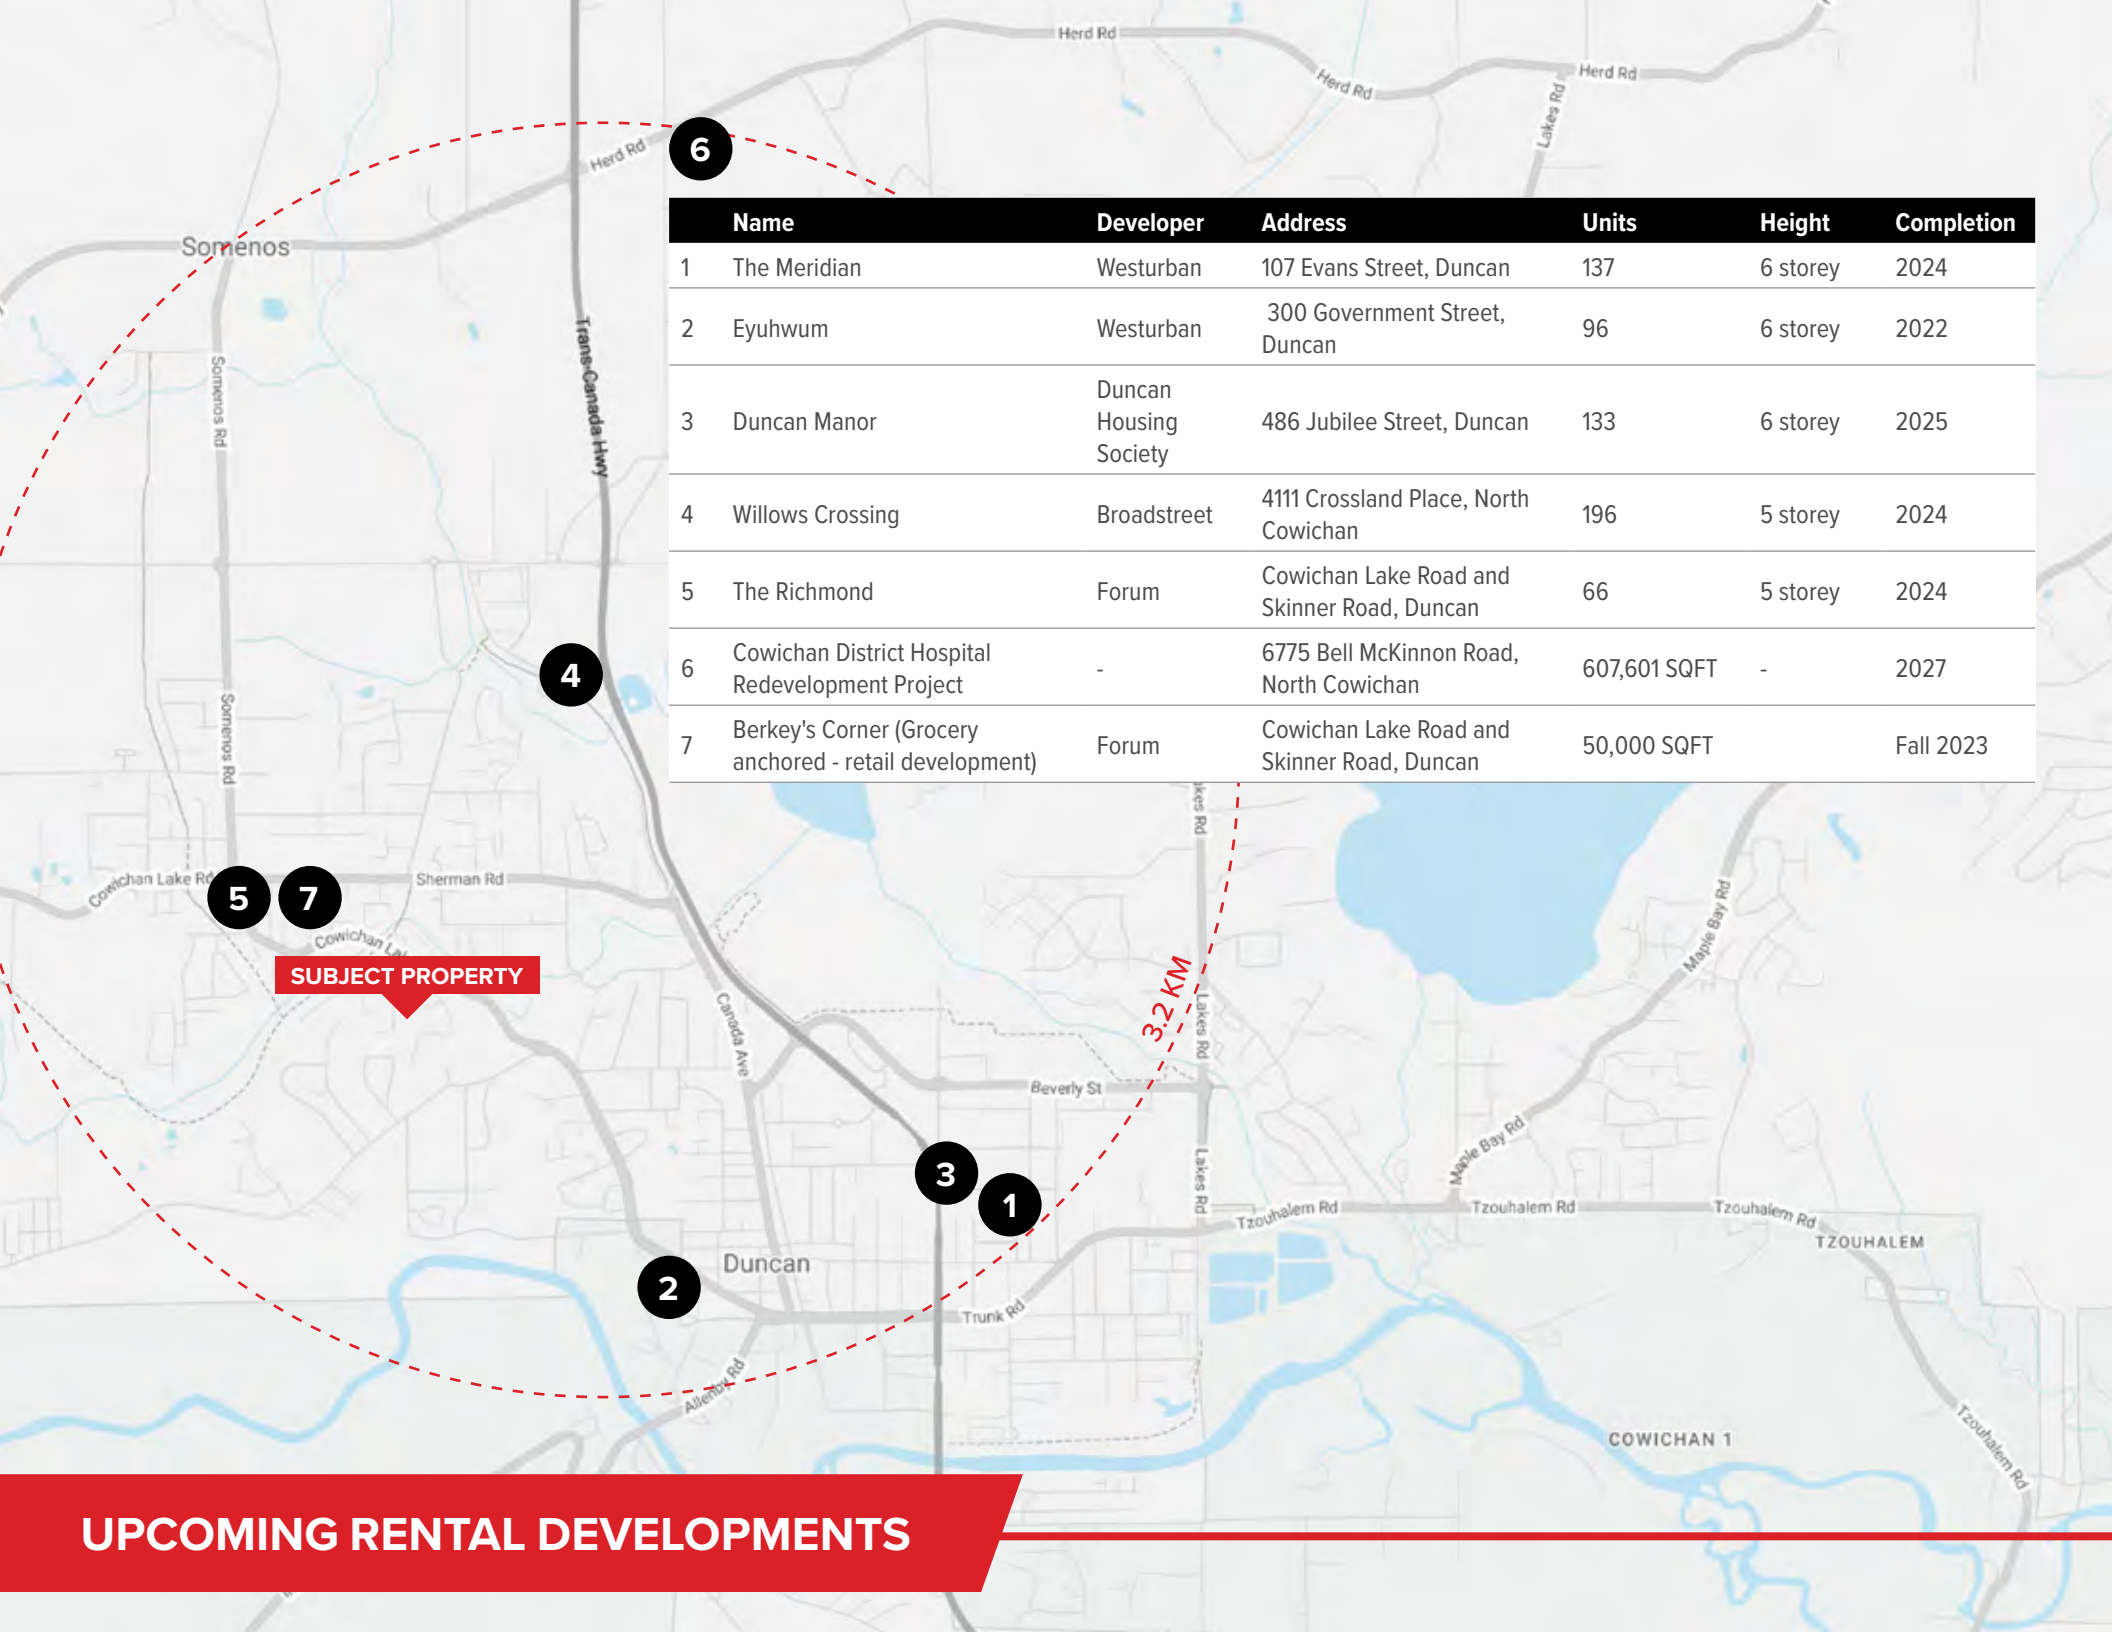 Herd Rd
Herd Rd
Herd Rd
Lakes Rd
Herd Rd
6
Somenos
Trans-Canada Hwy
Somenos Rd
Name Developer Address Units Height Completion
1 The Meridian Westurban 107 Evans Street, Duncan 137 6 storey 2024
2 Eyuhwum Westurban 300 Government Street,
Duncan
96 6 storey 2022
3 Duncan Manor Duncan
Housing
Society
486 Jubilee Street, Duncan 133 6 storey 2025
4 Willows Crossing Broadstreet 4111 Crossland Place, North
Cowichan
196 5 storey 2024
5 The Richmond Forum Cowichan Lake Road and
Skinner Road, Duncan
66 5 storey 2024
6 Cowichan District Hospital
Redevelopment Project
- 6775 Bell McKinnon Road,
North Cowichan
607,601 SQFT - 2027
7 Berkey's Corner (Grocery
anchored - retail development)
Forum Cowichan Lake Road and
Skinner Road, Duncan
50,000 SQFT Fall 2023
4
Somenos Rd
kes Rd
Cowichan Lake Rd
5
7
Sherman Rd
Cowichan Lak
SUBJECT PROPERTY
Maple Bay Rd
3.2 KM
Canada Ave
Lakes Rd
Beverly St
Maple Bay Rd
3
1
Lakes Rd
Tzouhalem Rd
Tzouhalem Rd
Tzouhalem Rd
TZOUHALEM
Duncan
2
Trunk Rd
Allenby Rd
COWICHAN 1
Tzouhalem Rd
UPCOMING RENTAL DEVELOPMENTS